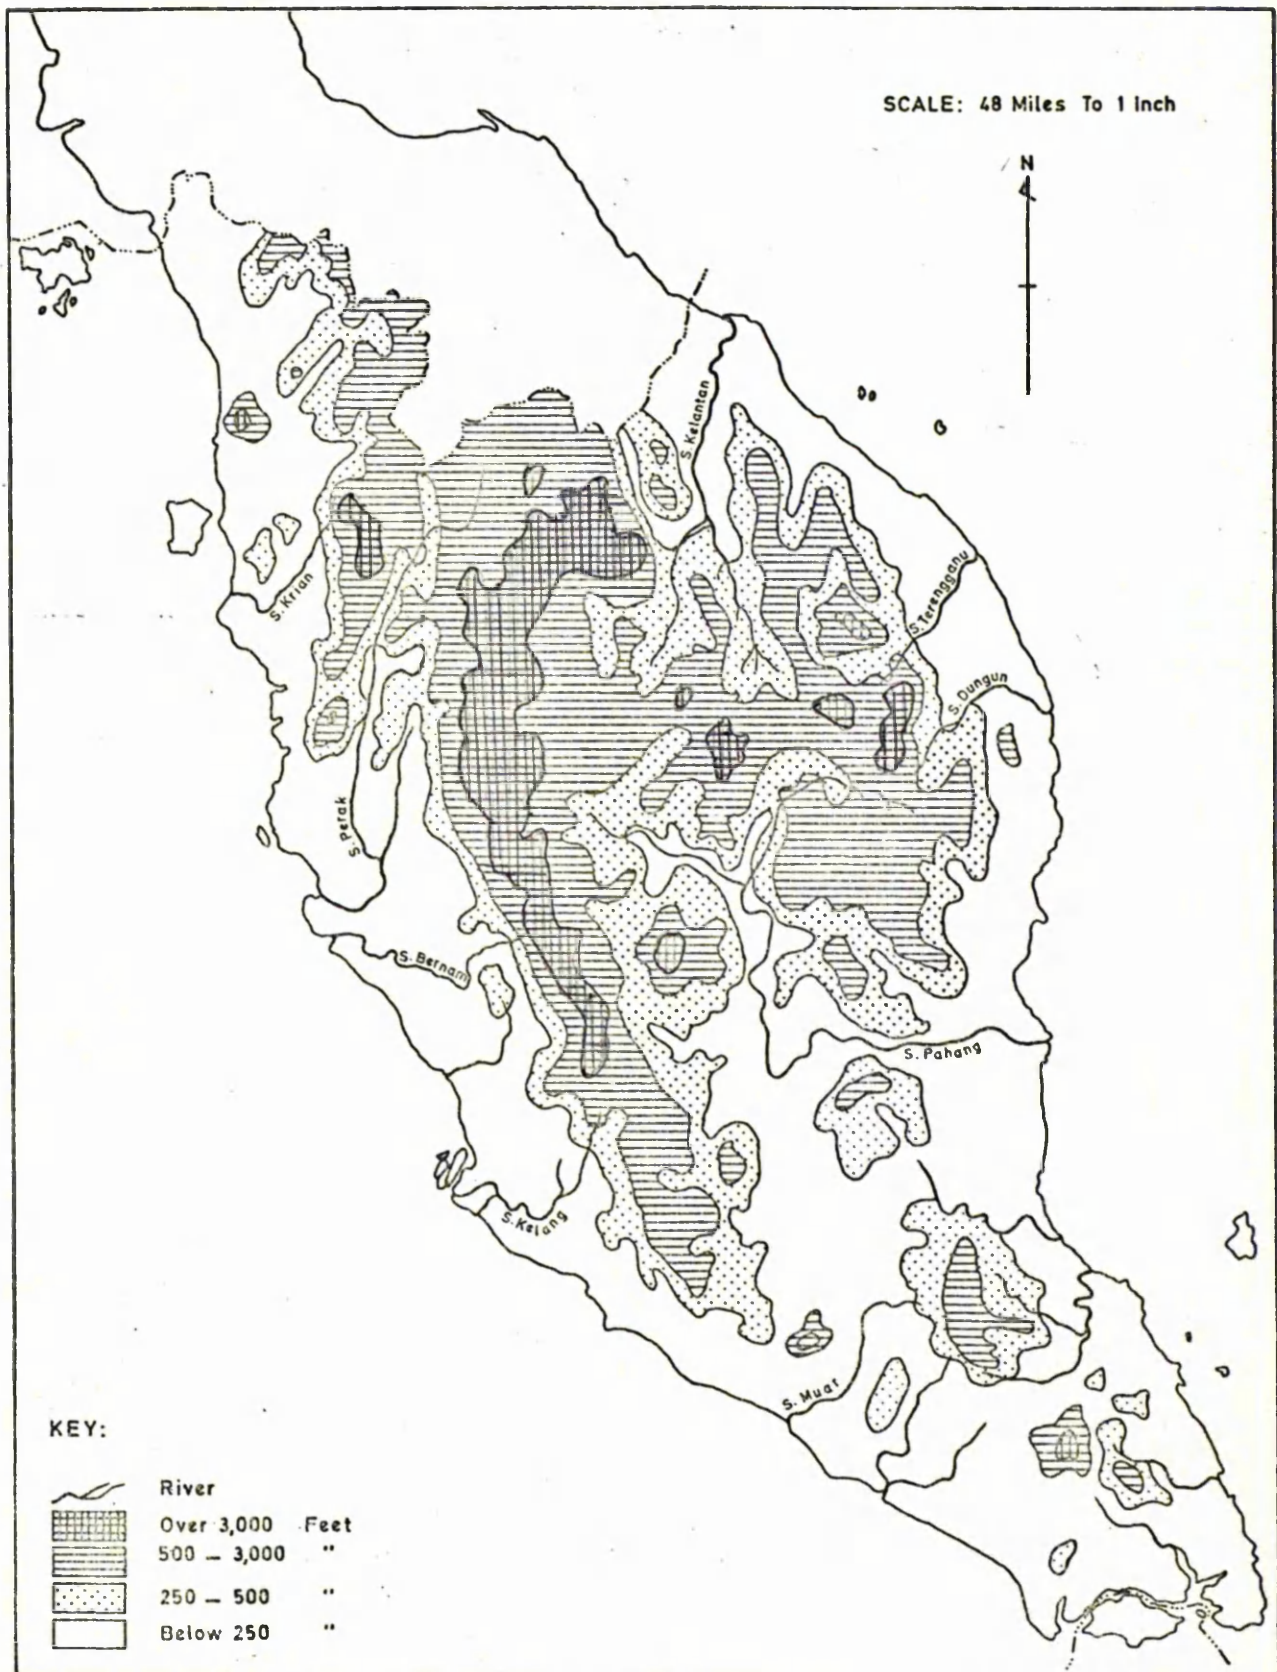 SCALE: 48 Miles To 1 Inch
N
S. Kelantan
S. Krian
S. Terengganu
S. Dungun
S. Perak
S. Bernam
S. Pahang
S. Kelang
S. Muar
KEY:
River
Over 3,000 Feet
500 – 3,000 "
250 – 500 "
Below 250 "